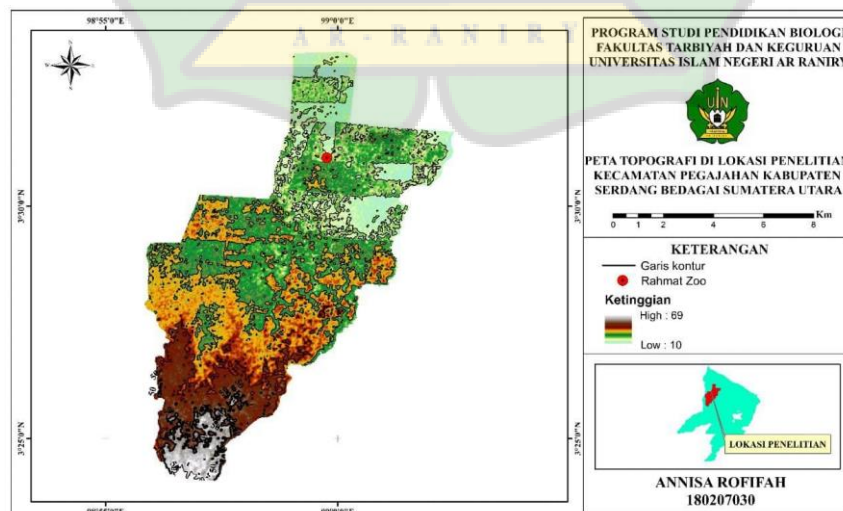 AR-RANIRY
98°55'0"E
99°0'0"E
3°30'0"N
3°30'0"N
3°25'0"N
3°25'0"N
N
W
E
S
50
50
PROGRAM STUDI PENDIDIKAN BIOLOGI
FAKULTAS TARBIYAH DAN KEGURUAN
UNIVERSITAS ISLAM NEGERI AR RANIRY
UIN
PETA TOPOGRAFI DI LOKASI PENELITIAN
KECAMATAN PEGAJAHAN KABUPATEN
SERDANG BEDAGAI SUMATERA UTARA
Km
0 1 2 4 6 8
KETERANGAN
Garis kontur
Rahmat Zoo
Ketinggian
High : 69
Low : 10
LOKASI PENELITIAN
ANNISA ROFIFAH
180207030